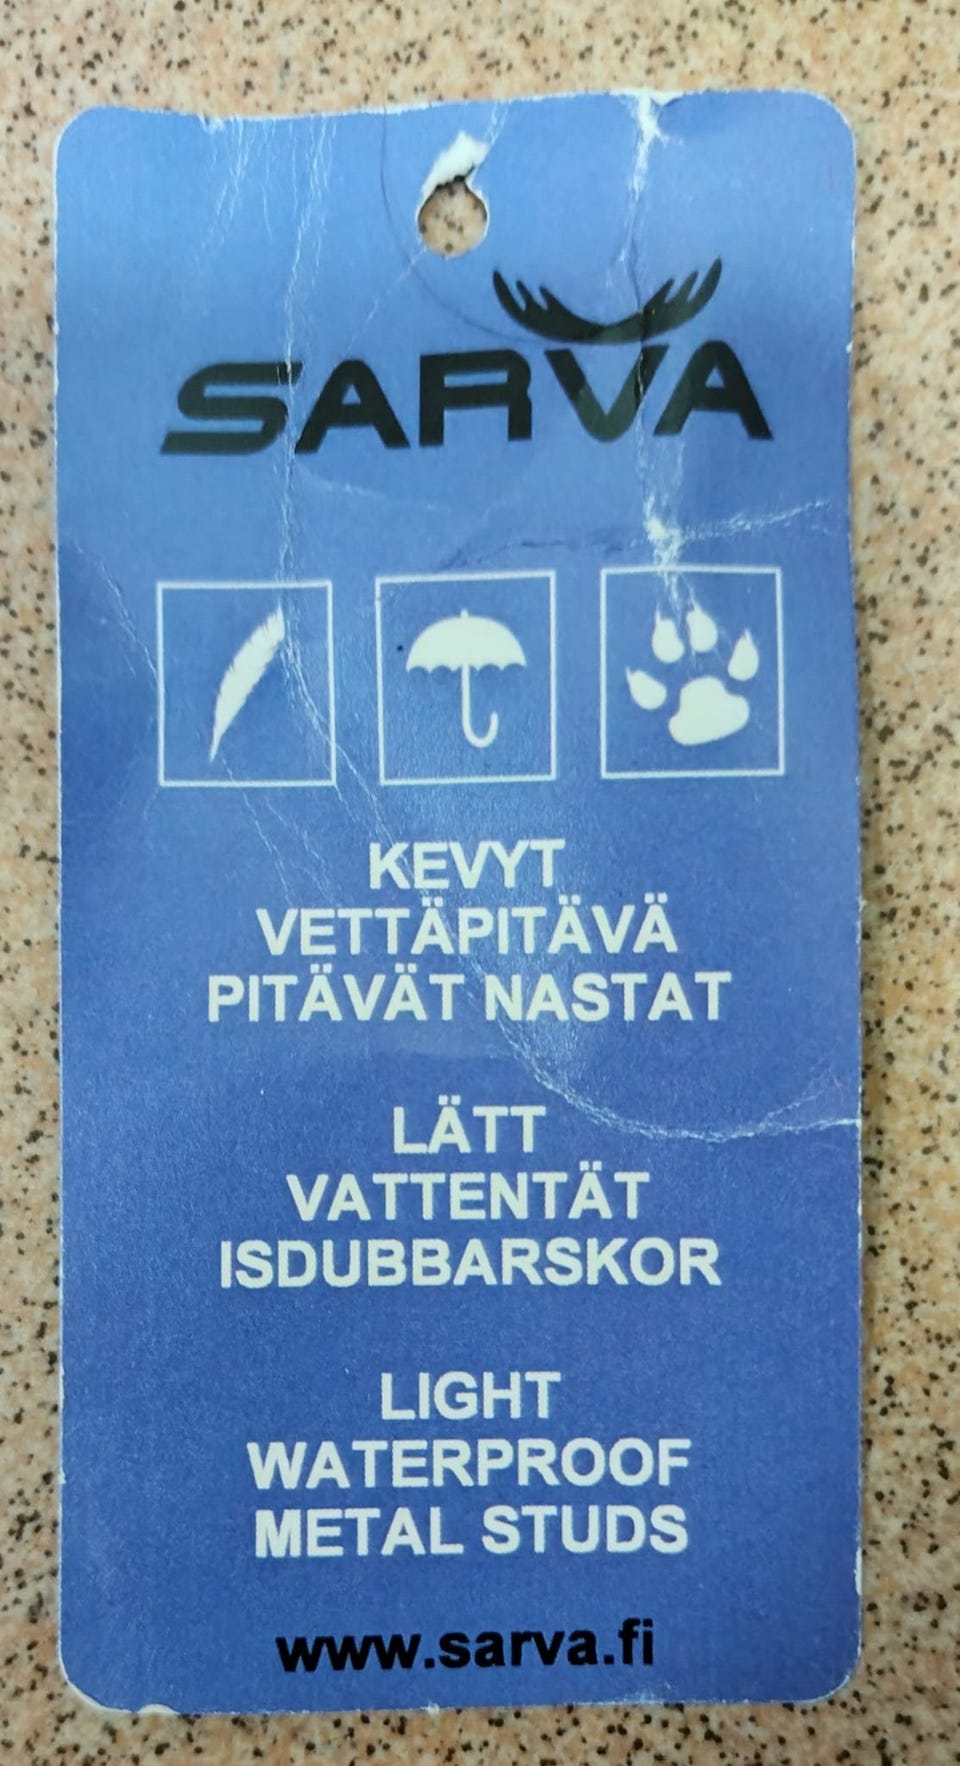 SARVA
KEVYT
VETTÄPITÄVÄ
PITÄVÄT NASTAT
LÄTT
VATTENTÄT
ISDUBBARSKOR
LIGHT
WATERPROOF
METAL STUDS
www.sarva.fi